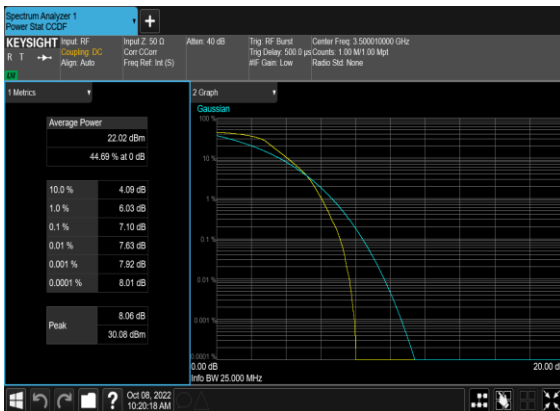 Spectrum Analyzer 1
Power Stat CCDF
+
KEYSIGHT
R T
LV
Input: RF
Coupling: DC
Align: Auto
Input Z: 50 Ω
Corr CCorr
Freq Ref: Int (S)
Atten: 40 dB
Trig: RF Burst
Trig Delay: 500.0 µs
#IF Gain: Low
Center Freq: 3.500010000 GHz
Counts: 1.00 M/1.00 Mpt
Radio Std: None
1 Metrics
Average Power
22.02 dBm
44.69 % at 0 dB
10.0 % 4.09 dB
1.0 % 6.03 dB
0.1 % 7.10 dB
0.01 % 7.63 dB
0.001 % 7.92 dB
0.0001 % 8.01 dB
Peak
8.06 dB
30.08 dBm
2 Graph
Gaussian
100 %
10 %
1 %
0.1 %
0.01 %
0.001 %
0.0001 %
0.00 dB
20.00 d
Info BW 25.000 MHz
?
Oct 08, 2022
10:20:18 AM